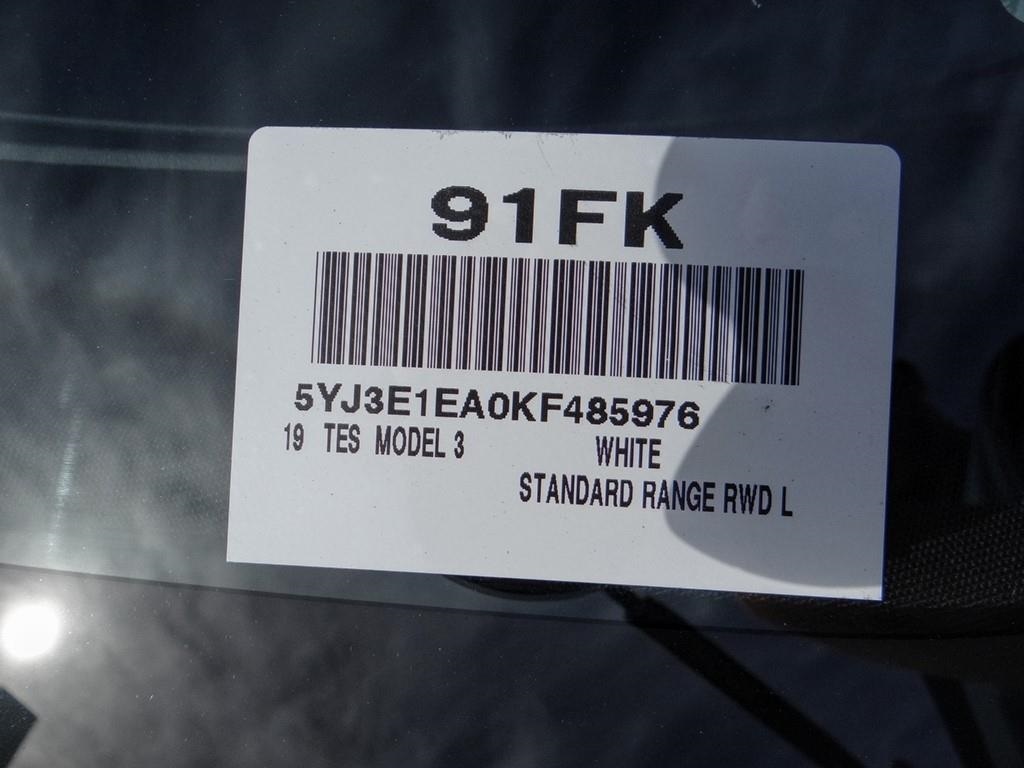 91FK
5YJ3E1EA0KF485976
19 TES MODEL 3 WHITE
STANDARD RANGE RWD L